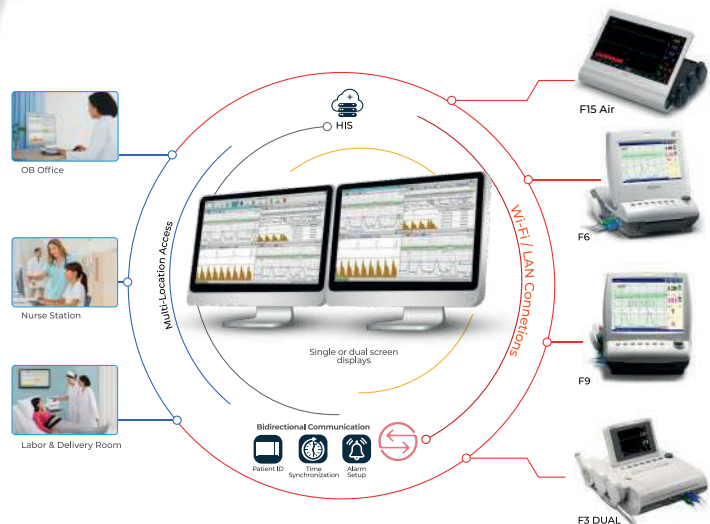 HIS
F15 Air
OB Office
F6
Multi-Location Access
Wi-Fi / LAN Connetions
Nurse Station
Single or dual screen
displays
F9
Labor & Delivery Room
Bidirectional Communication
Patient ID
Time
Synchronization
Alarm
Setup
F3 DUAL